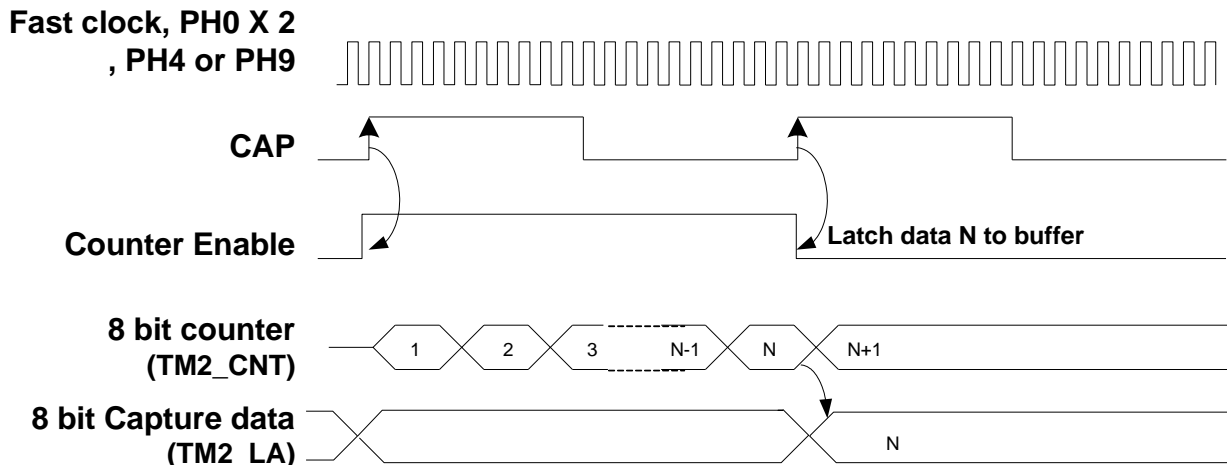 Fast clock, PH0 X 2
, PH4 or PH9
CAP
Counter Enable
Latch data N to buffer
8 bit counter
(TM2_CNT)
1 2 3 N-1 N N+1
8 bit Capture data
(TM2_LA)
N